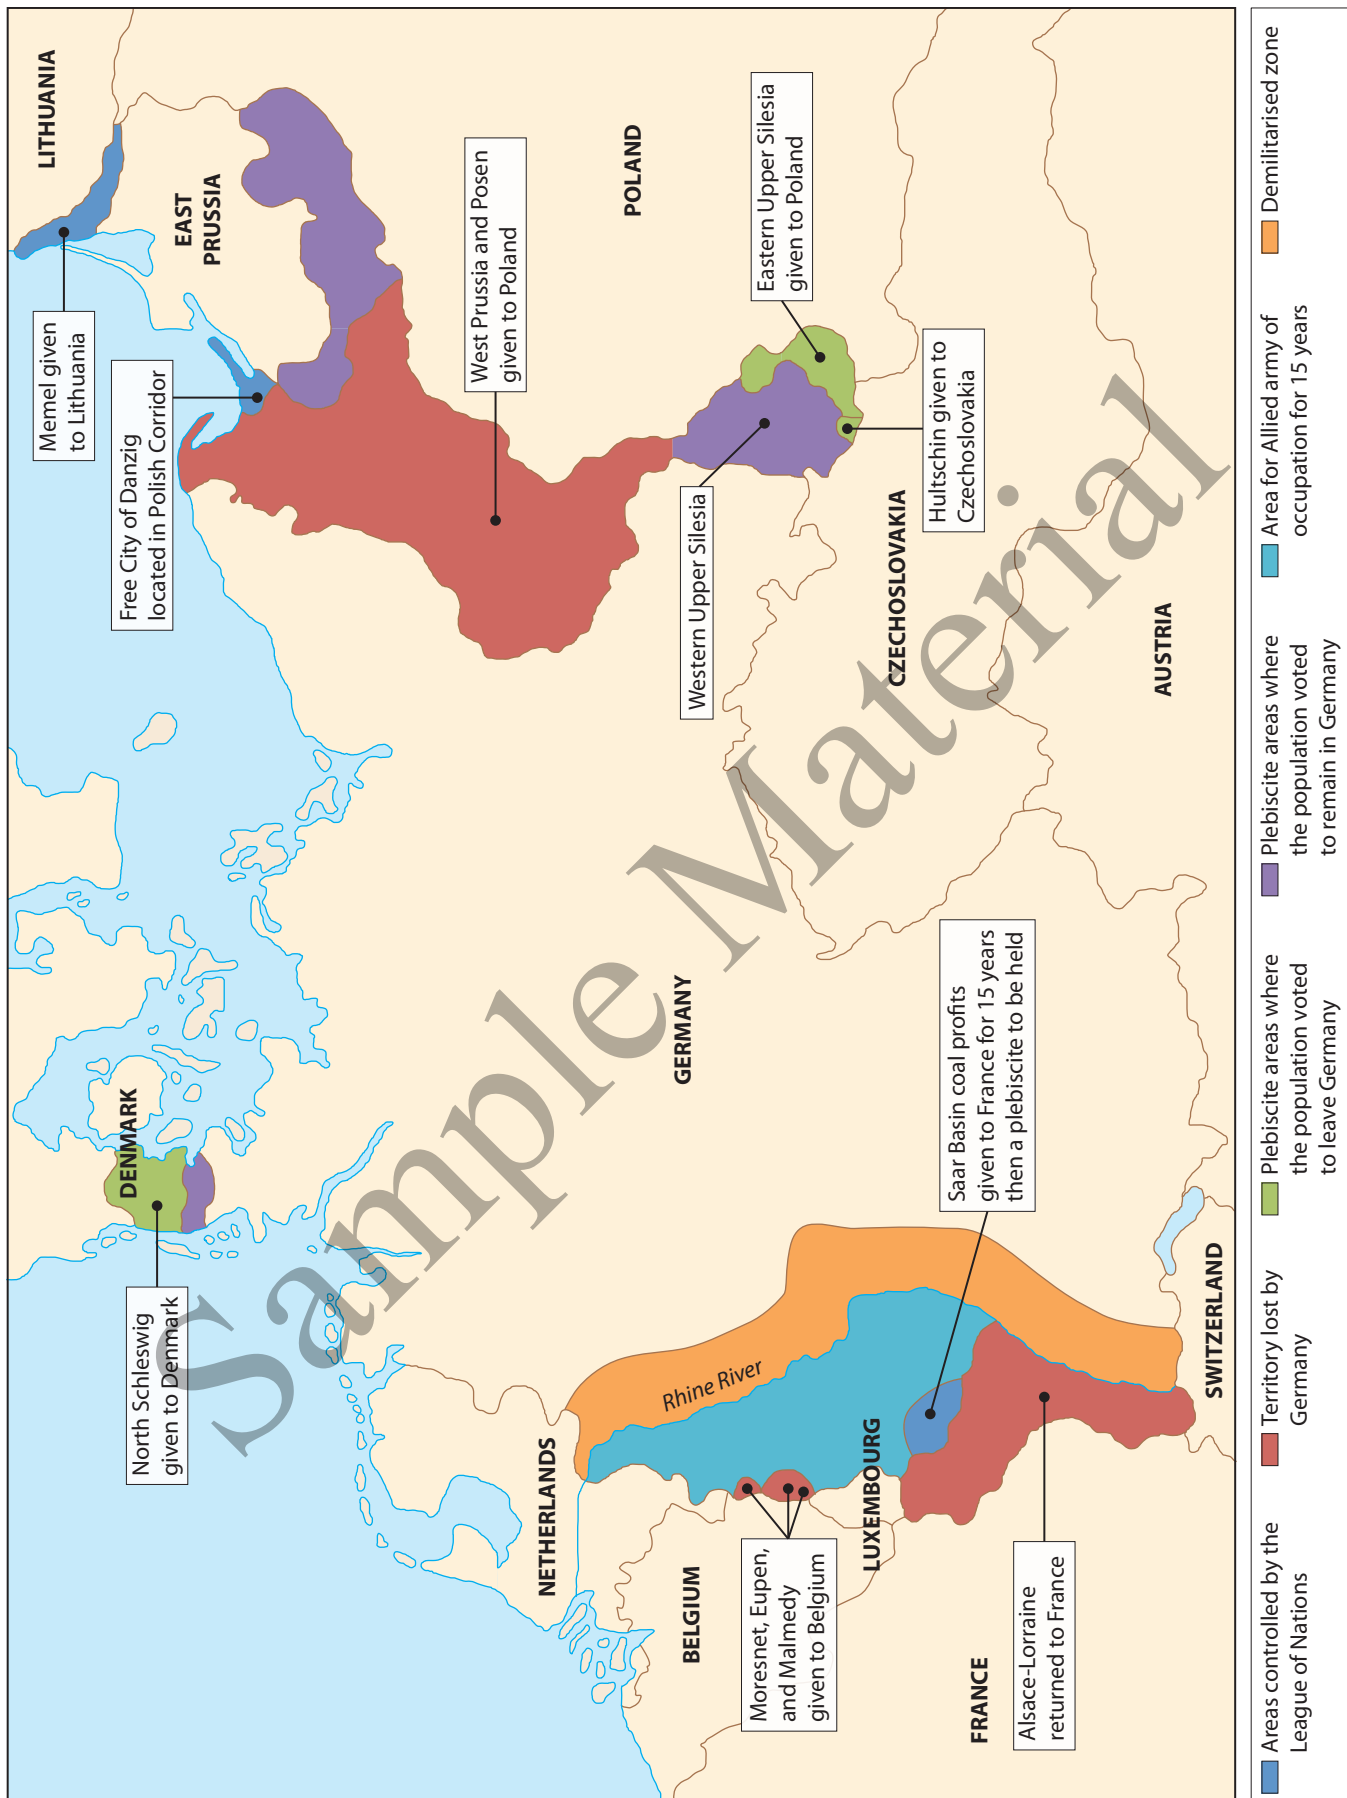 LITHUANIA
Memel given
to Lithuania
EAST
PRUSSIA
Free City of Danzig
located in Polish Corridor
West Prussia and Posen
given to Poland
POLAND
Eastern Upper Silesia
given to Poland
Western Upper Silesia
Hultschin given to
Czechoslovakia
CZECHOSLOVAKIA
AUSTRIA
DENMARK
North Schleswig
given to Denmark
GERMANY
Saar Basin coal profits
given to France for 15 years
then a plebiscite to be held
Rhine River
NETHERLANDS
BELGIUM
Moresnet, Eupen,
and Malmedy
given to Belgium
LUXEMBOURG
FRANCE
Alsace-Lorraine
returned to France
SWITZERLAND
Sample Material
Areas controlled by the
League of Nations
Territory lost by
Germany
Plebiscite areas where
the population voted
to leave Germany
Plebiscite areas where
the population voted
to remain in Germany
Area for Allied army of
occupation for 15 years
Demilitarised zone